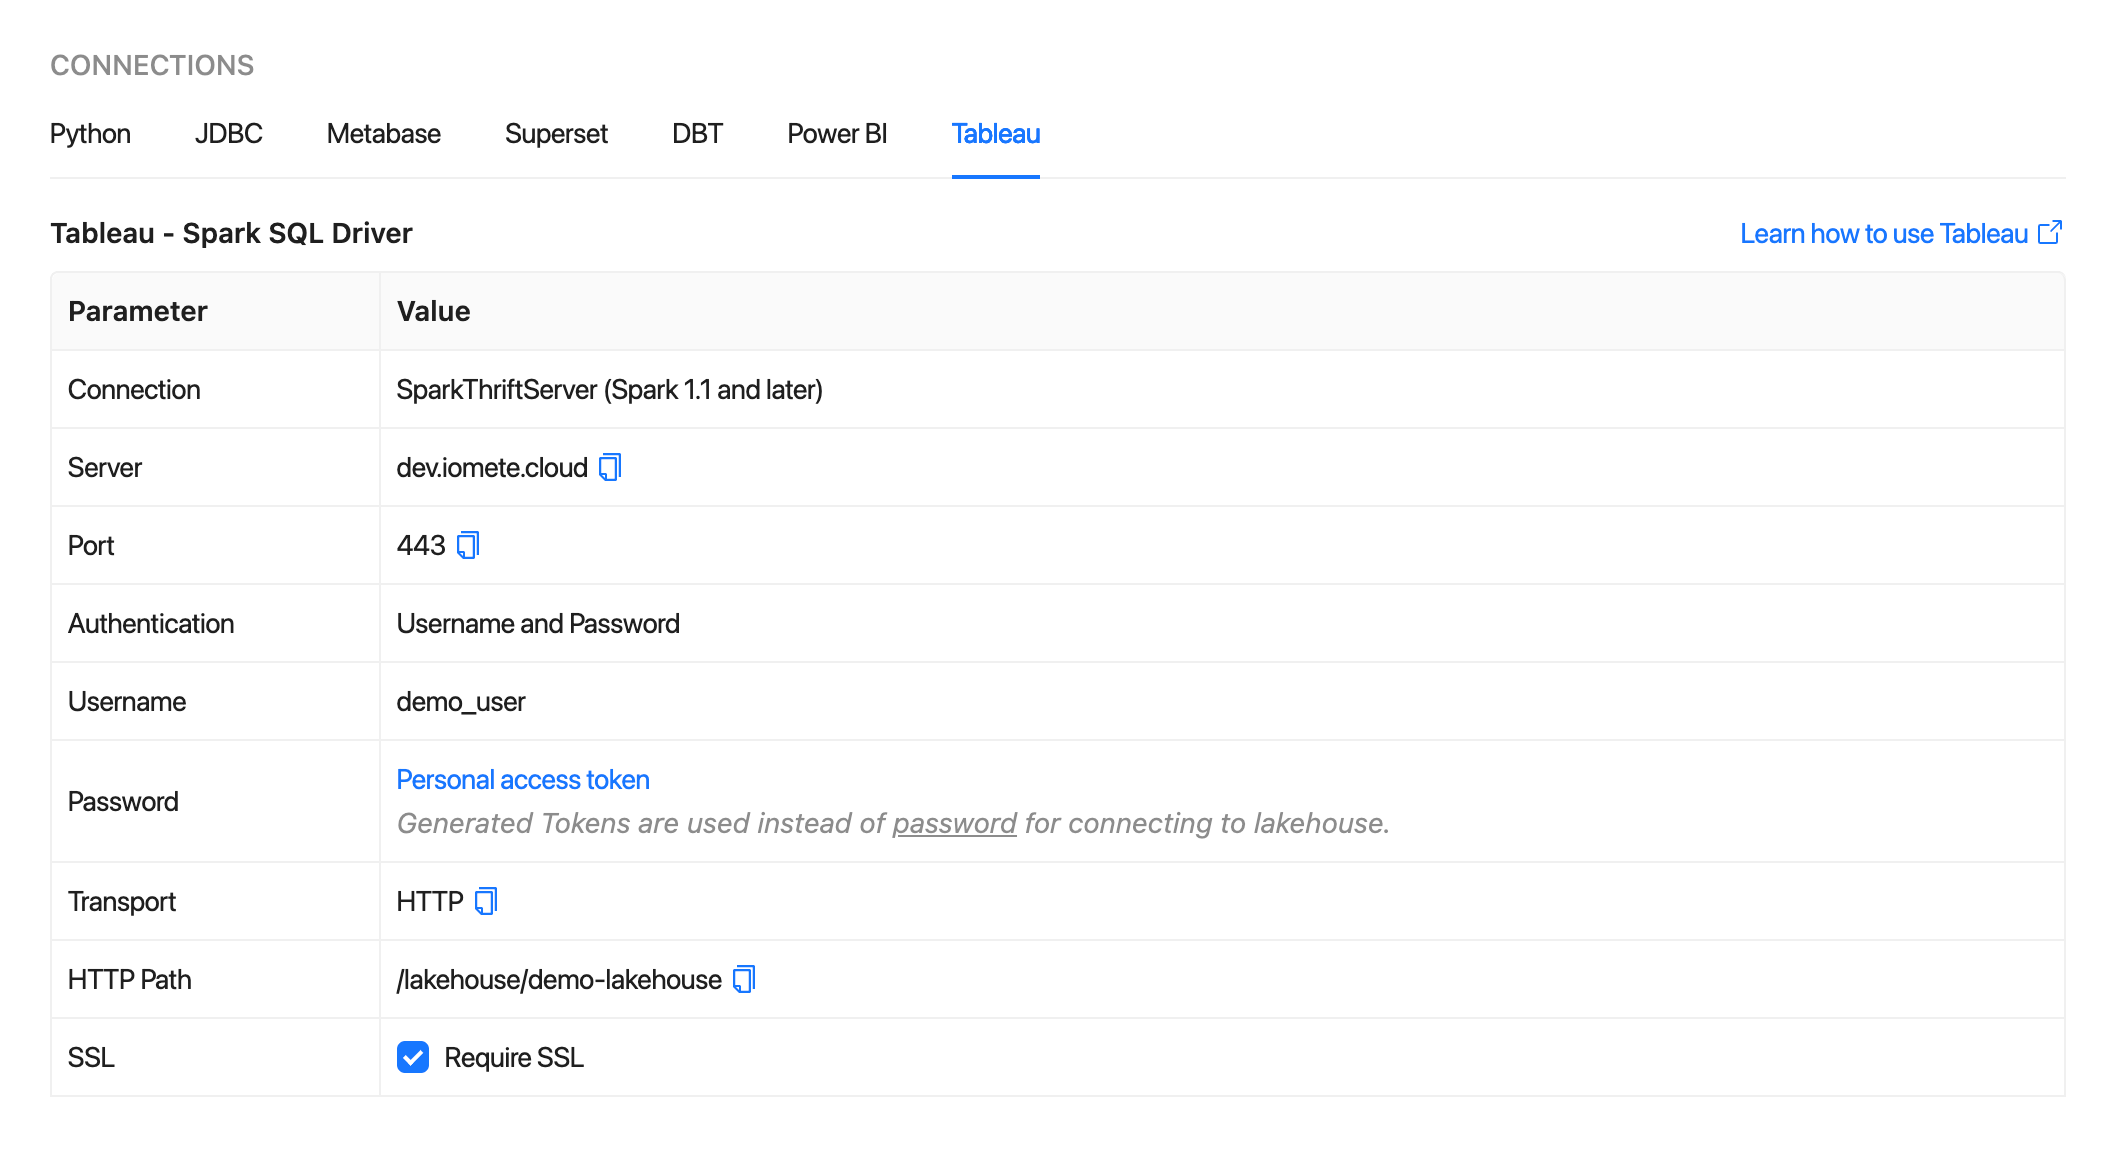 CONNECTIONS
Python JDBC Metabase Superset DBT Power BI Tableau
Tableau - Spark SQL Driver Learn how to use Tableau
Parameter Value
Connection SparkThriftServer (Spark 1.1 and later)
Server dev.iomete.cloud
Port 443
Authentication Username and Password
Username demo_user
Password Personal access token
Generated Tokens are used instead of password for connecting to lakehouse.
Transport HTTP
HTTP Path /lakehouse/demo-lakehouse
SSL Require SSL